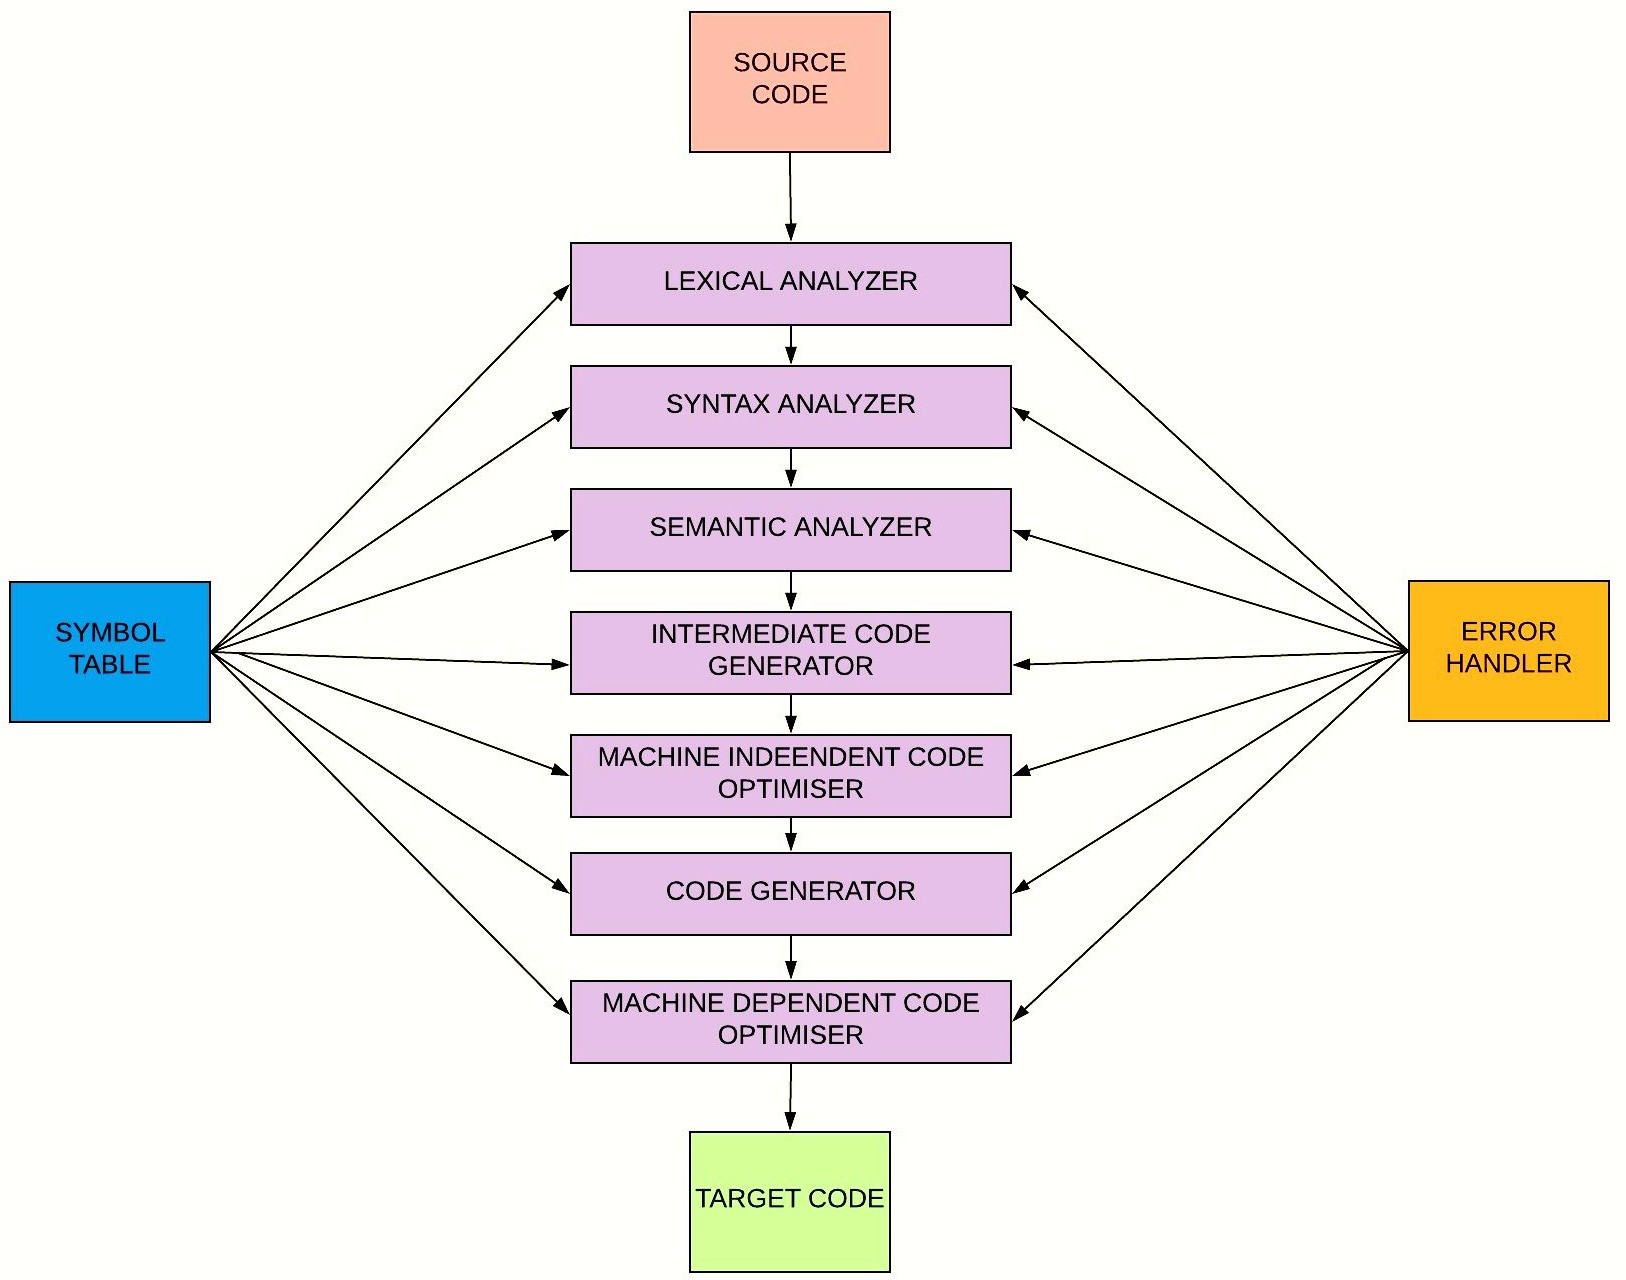 SOURCE
CODE
LEXICAL ANALYZER
SYNTAX ANALYZER
SEMANTIC ANALYZER
SYMBOL
TABLE
INTERMEDIATE CODE
GENERATOR
ERROR
HANDLER
MACHINE INDEENDENT CODE
OPTIMISER
CODE GENERATOR
MACHINE DEPENDENT CODE
OPTIMISER
TARGET CODE